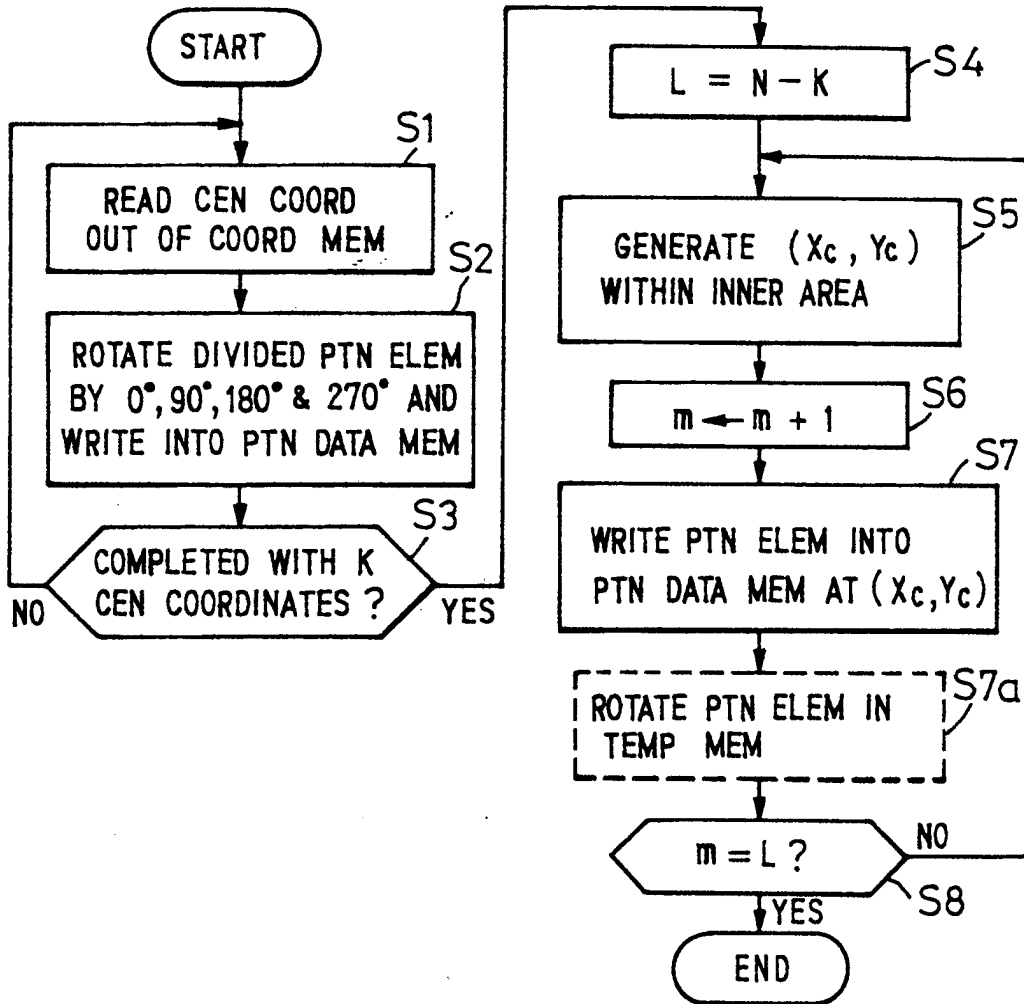 START
S1
READ CEN COORD
OUT OF COORD MEM
S2
ROTATE DIVIDED PTN ELEM
BY 0°, 90°, 180° & 270° AND
WRITE INTO PTN DATA MEM
S3
COMPLETED WITH K
CEN COORDINATES ?
NO
YES
S4
L = N - K
S5
GENERATE (Xc, Yc)
WITHIN INNER AREA
S6
m ← m + 1
S7
WRITE PTN ELEM INTO
PTN DATA MEM AT (Xc, Yc)
S7a
ROTATE PTN ELEM IN
TEMP MEM
m = L ?
NO
S8
YES
END